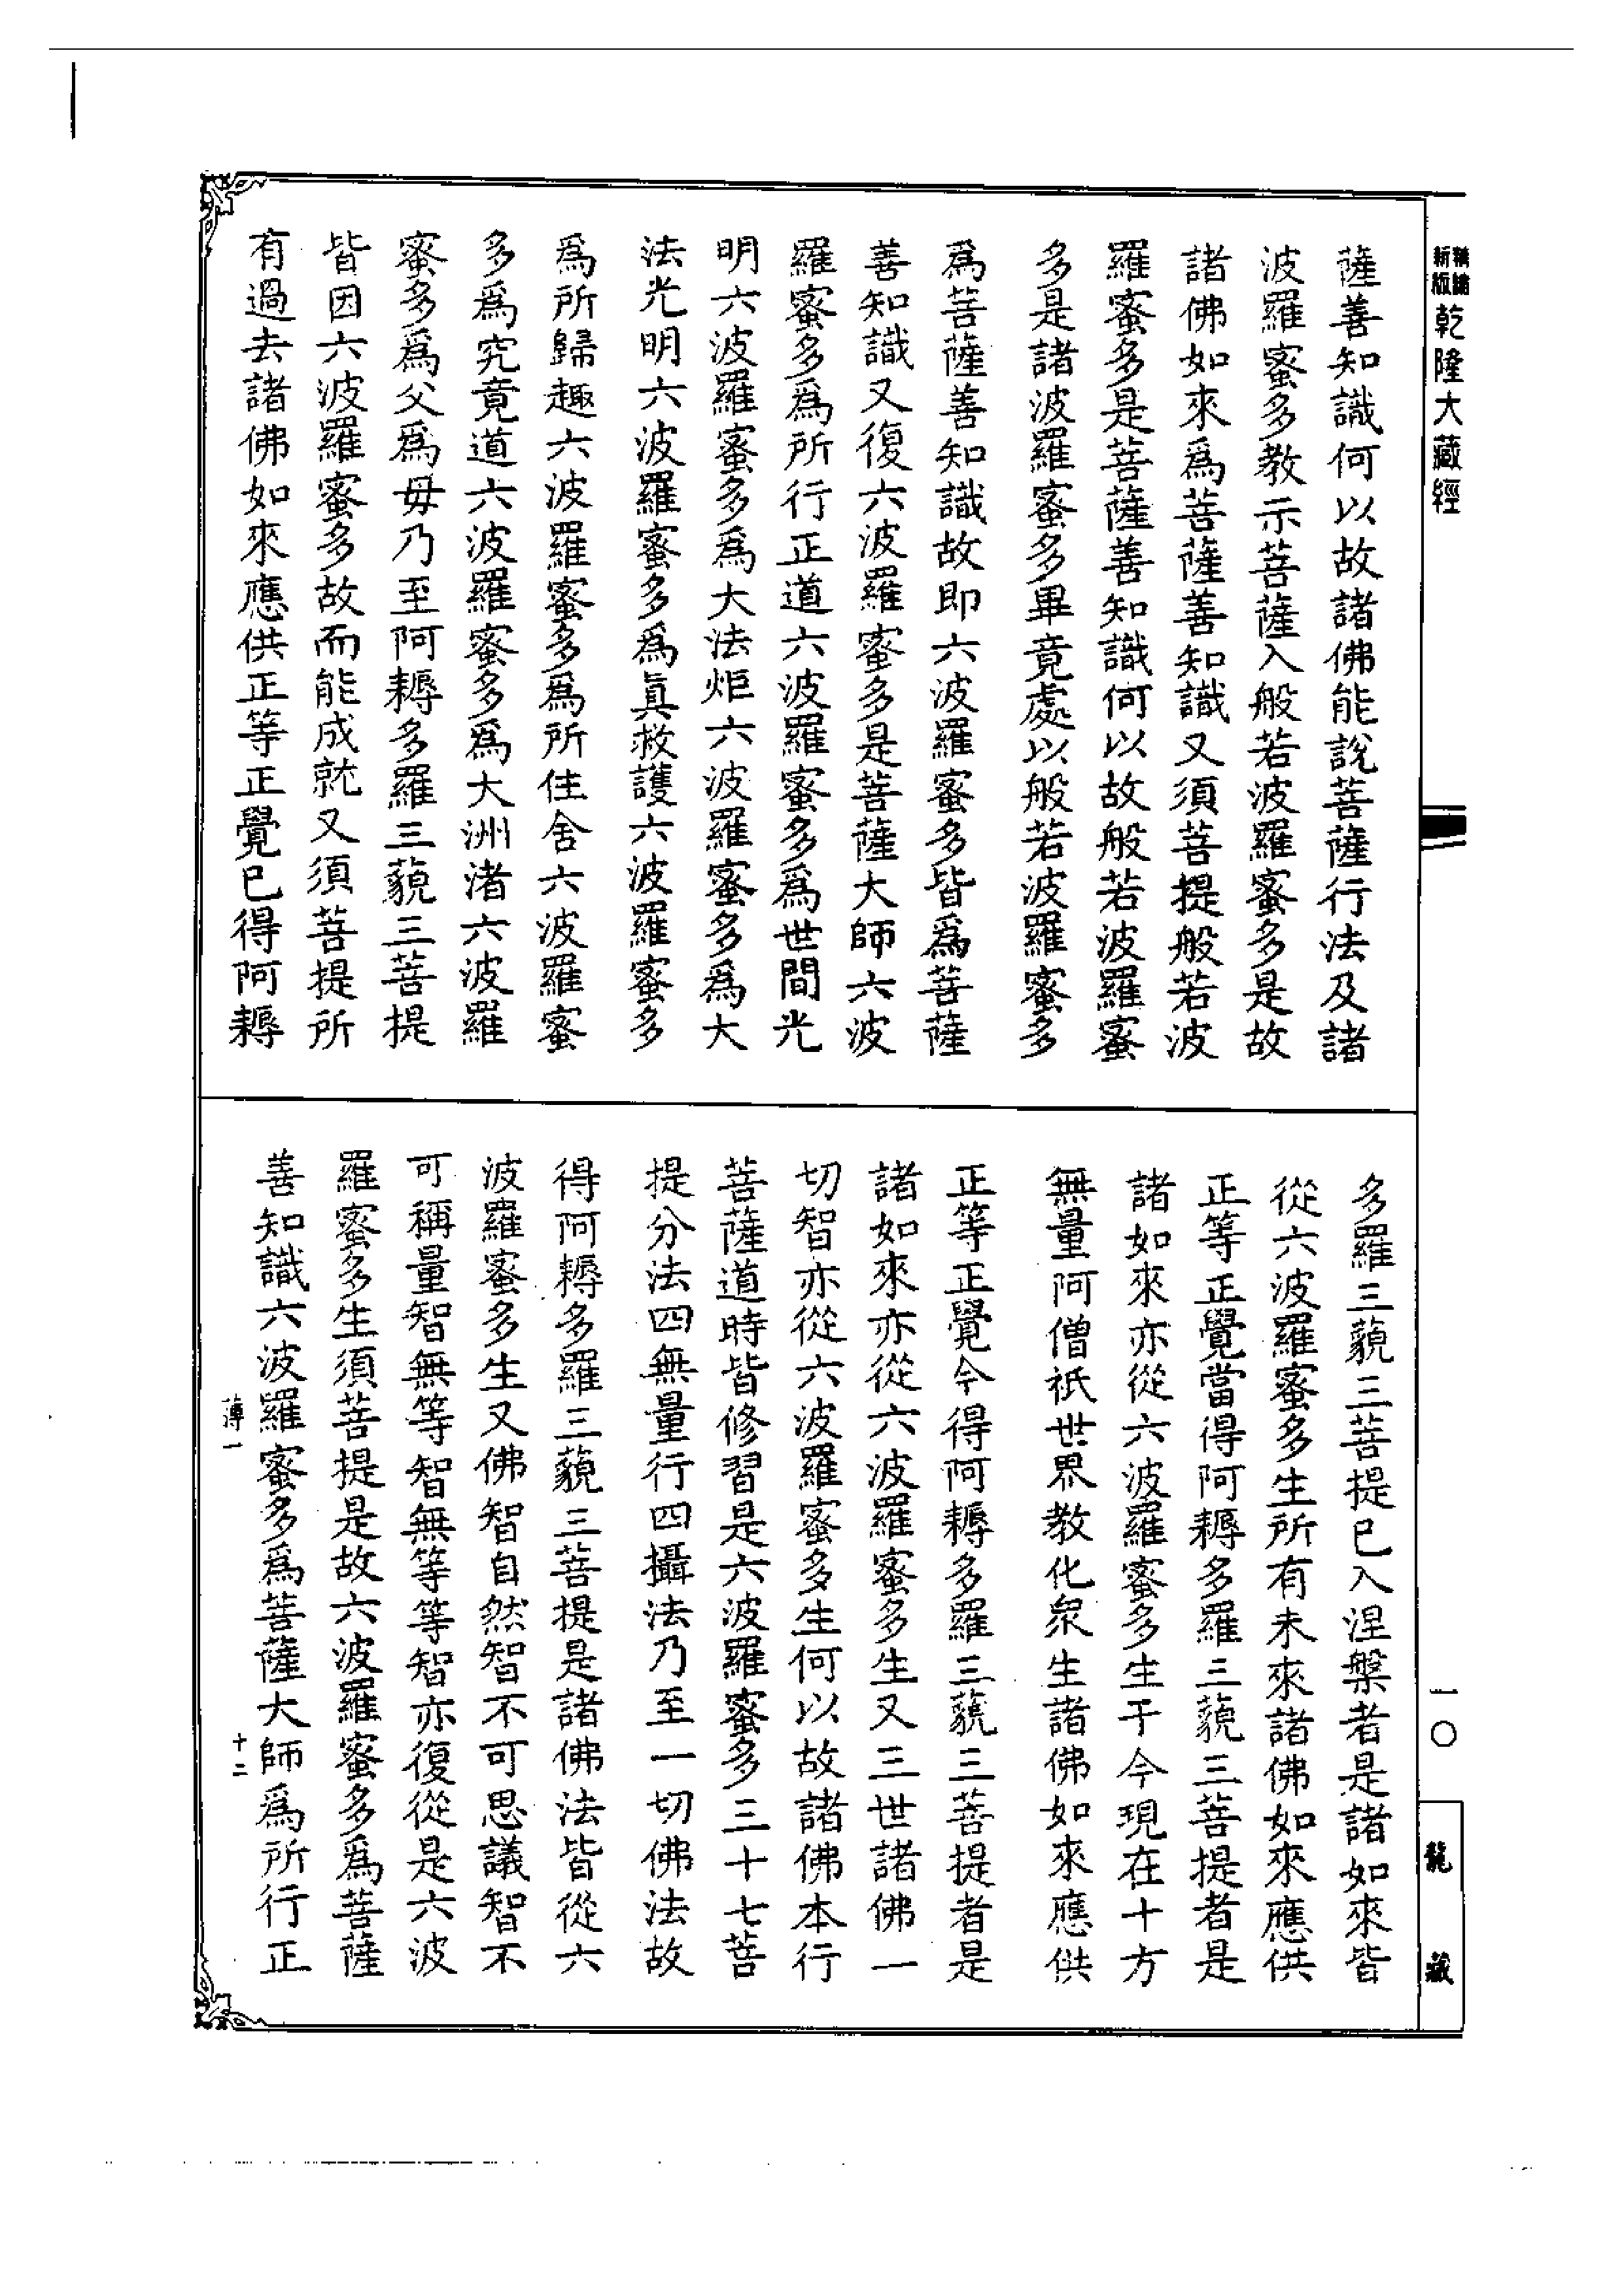 精縮
新版
乾隆大藏經
薩善知識何以故諸佛能說菩薩行法及諸
波羅蜜多教示菩薩入般若波羅蜜多是故
諸佛如來爲菩薩善知識又須菩提般若波
羅蜜多是菩薩善知識何以故般若波羅蜜
多是諸波羅蜜多畢竟處以般若波羅蜜多
爲菩薩善知識故即六波羅蜜多皆爲菩薩
善知識又復六波羅蜜多是菩薩大師六波
羅蜜多爲所行正道六波羅蜜多爲世間光
明六波羅蜜多爲大法炬六波羅蜜多爲大
法光明六波羅蜜多爲眞救護六波羅蜜多
爲所歸趣六波羅蜜多爲所住舍六波羅蜜
多爲究竟道六波羅蜜多爲大洲渚六波羅
蜜多爲父爲母乃至阿耨多羅三藐三菩提
皆因六波羅蜜多故而能成就又須菩提所
有過去諸佛如來應供正等正覺已得阿耨
多羅三藐三菩提已入涅槃者是諸如來皆
從六波羅蜜多生所有未來諸佛如來應供
正等正覺當得阿耨多羅三藐三菩提者是
諸如來亦從六波羅蜜多生于今現在十方
無量阿僧祇世界教化眾生諸佛如來應供
正等正覺今得阿耨多羅三藐三菩提者是
諸如來亦從六波羅蜜多生又三世諸佛一
切智亦從六波羅蜜多生何以故諸佛本行
菩薩道時皆修習是六波羅蜜多三十七菩
提分法四無量行四攝法乃至一切佛法故
得阿耨多羅三藐三菩提是諸佛法皆從六
波羅蜜多生又佛智自然智不可思議智不
可稱量智無等智無等等智亦復從是六波
羅蜜多生須菩提是故六波羅蜜多爲菩薩
善知識六波羅蜜多爲菩薩大師爲所行正
薄一
十二
一〇
龍藏